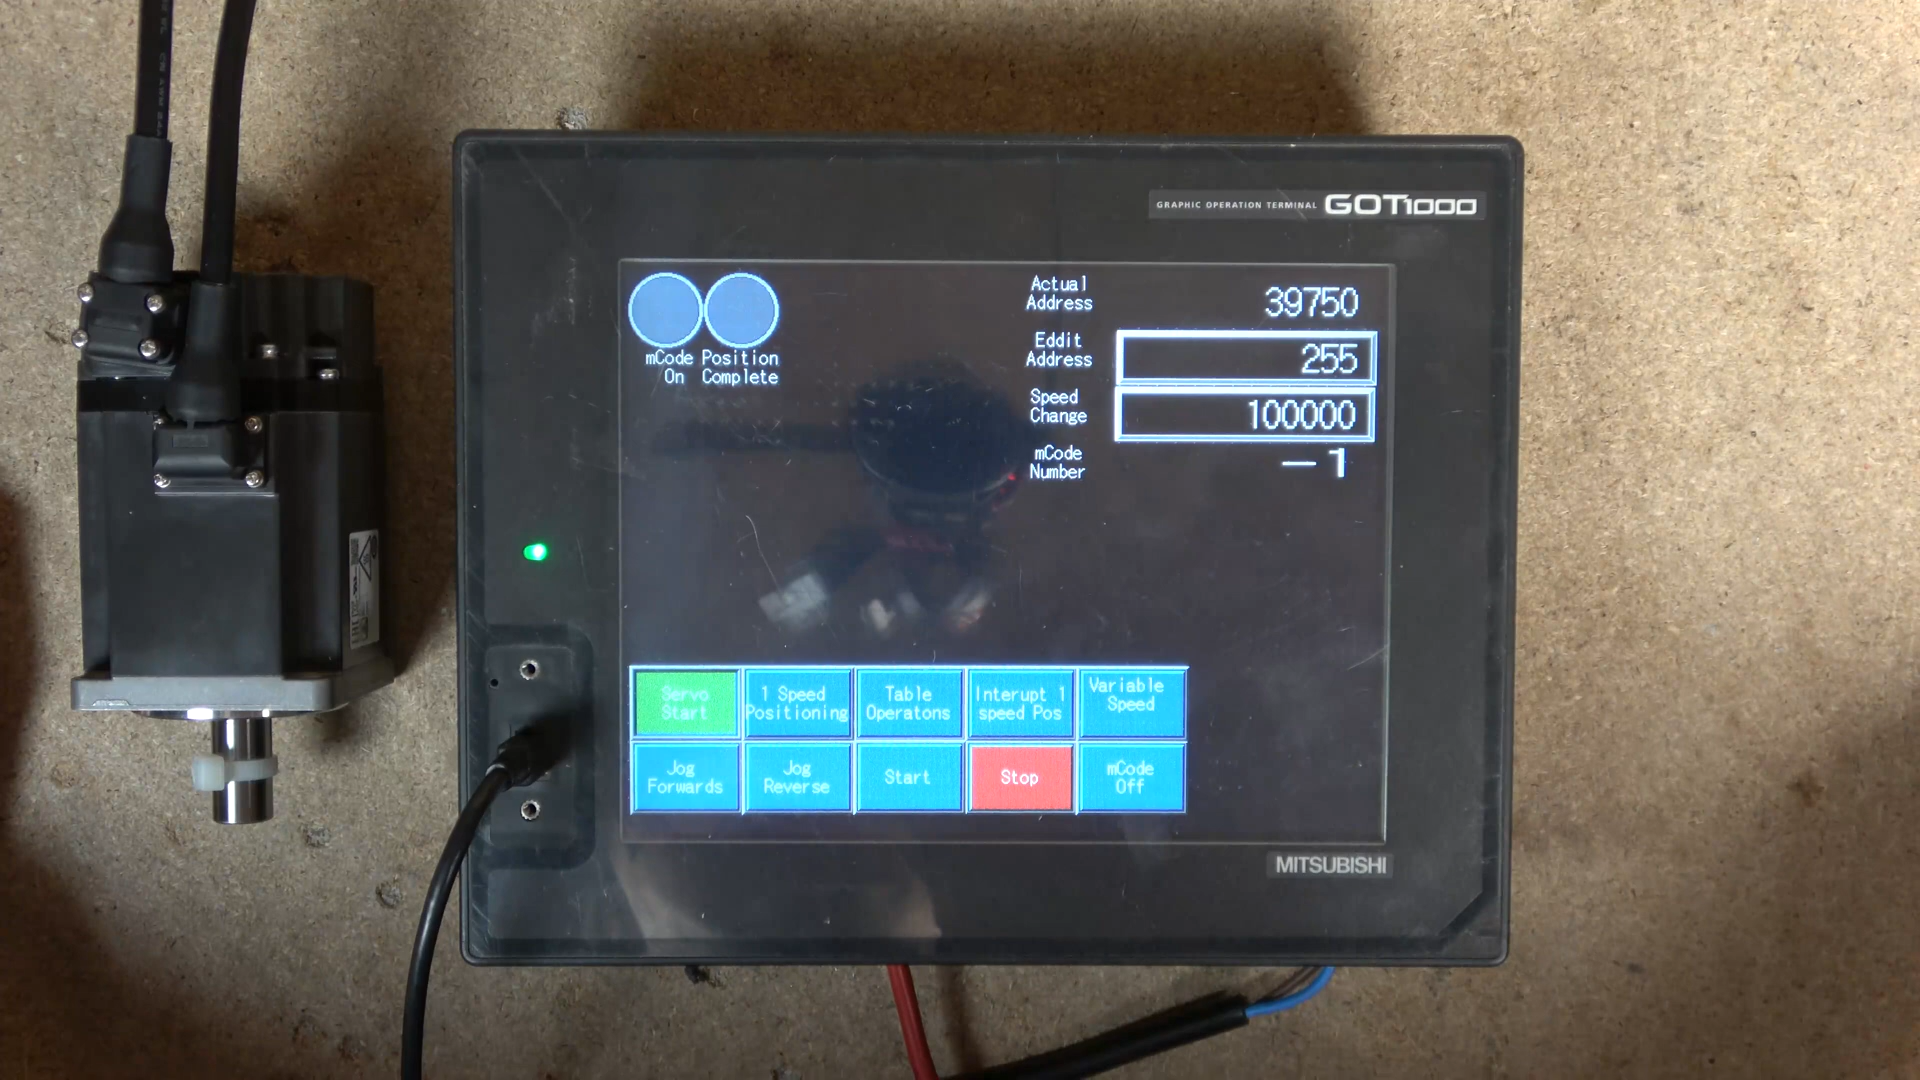 GRAPHIC OPERATION TERMINAL GOT1000
Actual
Address
39750
Eddit
Address
255
Speed
Change
100000
mCode
Number
-1
mCode
On
Position
Complete
Servo
Start
1 Speed
Positioning
Table
Operatons
Interupt 1
speed Pos
Variable
Speed
Jog
Forwards
Jog
Reverse
Start
Stop
mCode
Off
MITSUBISHI